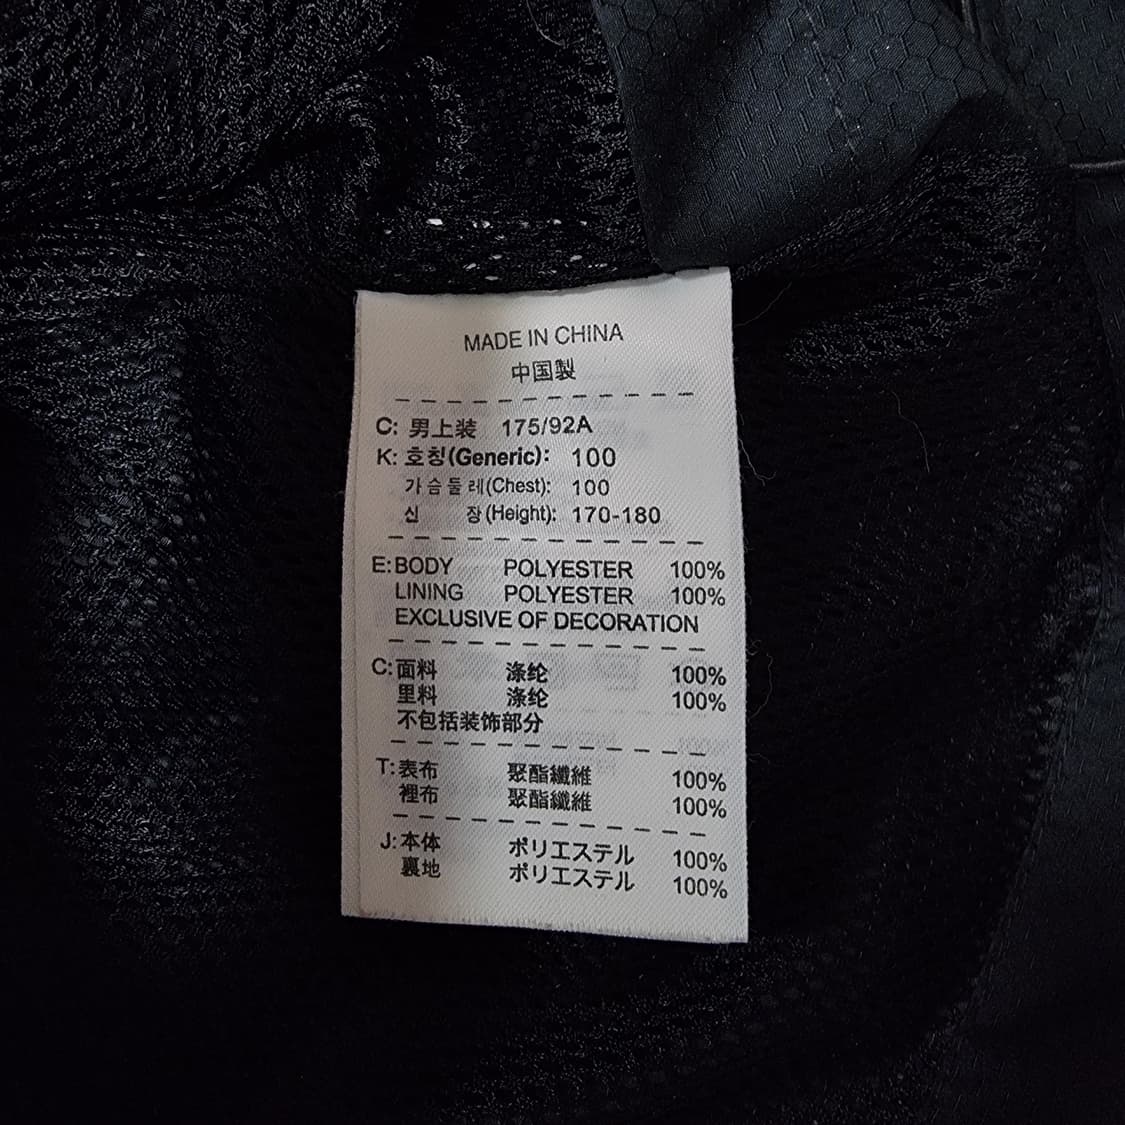 MADE IN CHINA
中国製
C: 男上装 175/92A
K: 호칭(Generic): 100
가슴둘레(Chest): 100
신 장(Height): 170-180
E: BODY POLYESTER 100%
LINING POLYESTER 100%
EXCLUSIVE OF DECORATION
C: 面料 涤纶 100%
里料 涤纶 100%
不包括装饰部分
T: 表布 聚酯纖維 100%
裡布 聚酯纖維 100%
J: 本体 ポリエステル 100%
裏地 ポリエステル 100%